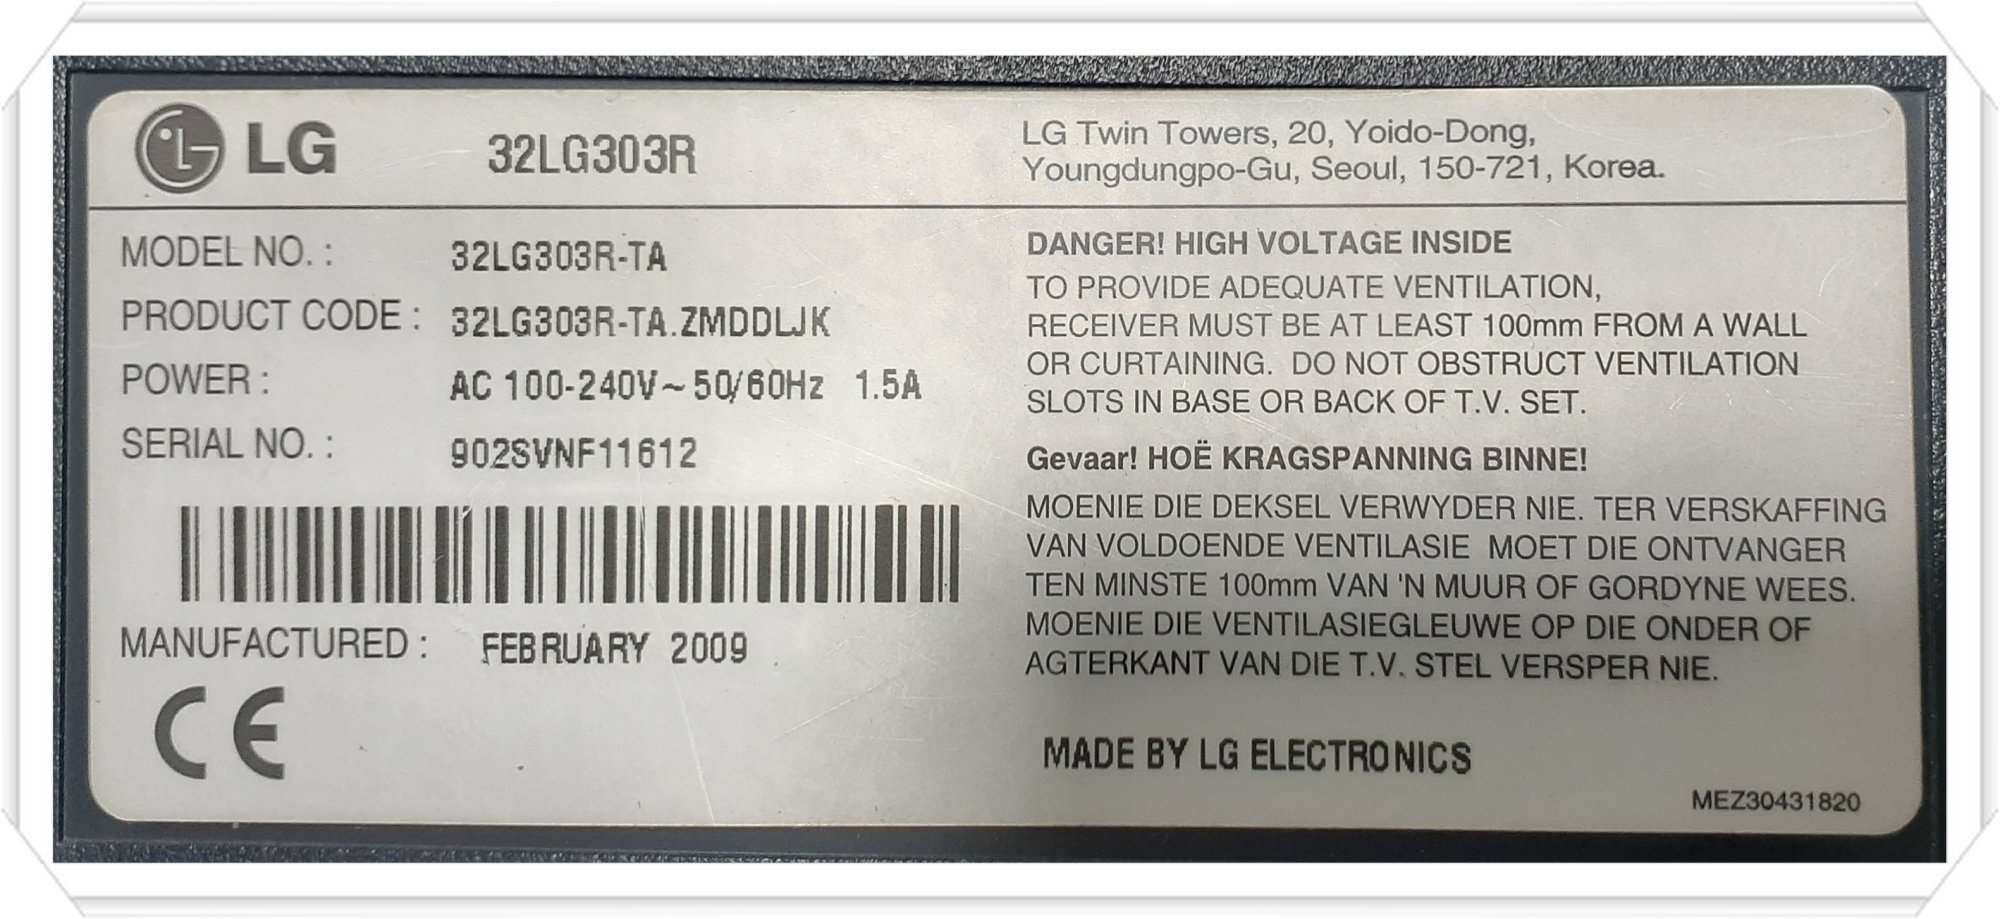 LG 32LG303R
LG Twin Towers, 20, Yoido-Dong,
Youngdungpo-Gu, Seoul, 150-721, Korea.
MODEL NO. : 32LG303R-TA
PRODUCT CODE : 32LG303R-TA.ZMDDLJK
POWER : AC 100-240V~50/60Hz 1.5A
SERIAL NO. : 902SVNF11612
MANUFACTURED : FEBRUARY 2009
CE
DANGER! HIGH VOLTAGE INSIDE
TO PROVIDE ADEQUATE VENTILATION,
RECEIVER MUST BE AT LEAST 100mm FROM A WALL
OR CURTAINING. DO NOT OBSTRUCT VENTILATION
SLOTS IN BASE OR BACK OF T.V. SET.
Gevaar! HOË KRAGSPANNING BINNE!
MOENIE DIE DEKSEL VERWYDER NIE. TER VERSKAFFING
VAN VOLDOENDE VENTILASIE MOET DIE ONTVANGER
TEN MINSTE 100mm VAN 'N MUUR OF GORDYNE WEES.
MOENIE DIE VENTILASIEGLEUWE OP DIE ONDER OF
AGTERKANT VAN DIE T.V. STEL VERSPER NIE.
MADE BY LG ELECTRONICS
MEZ30431820